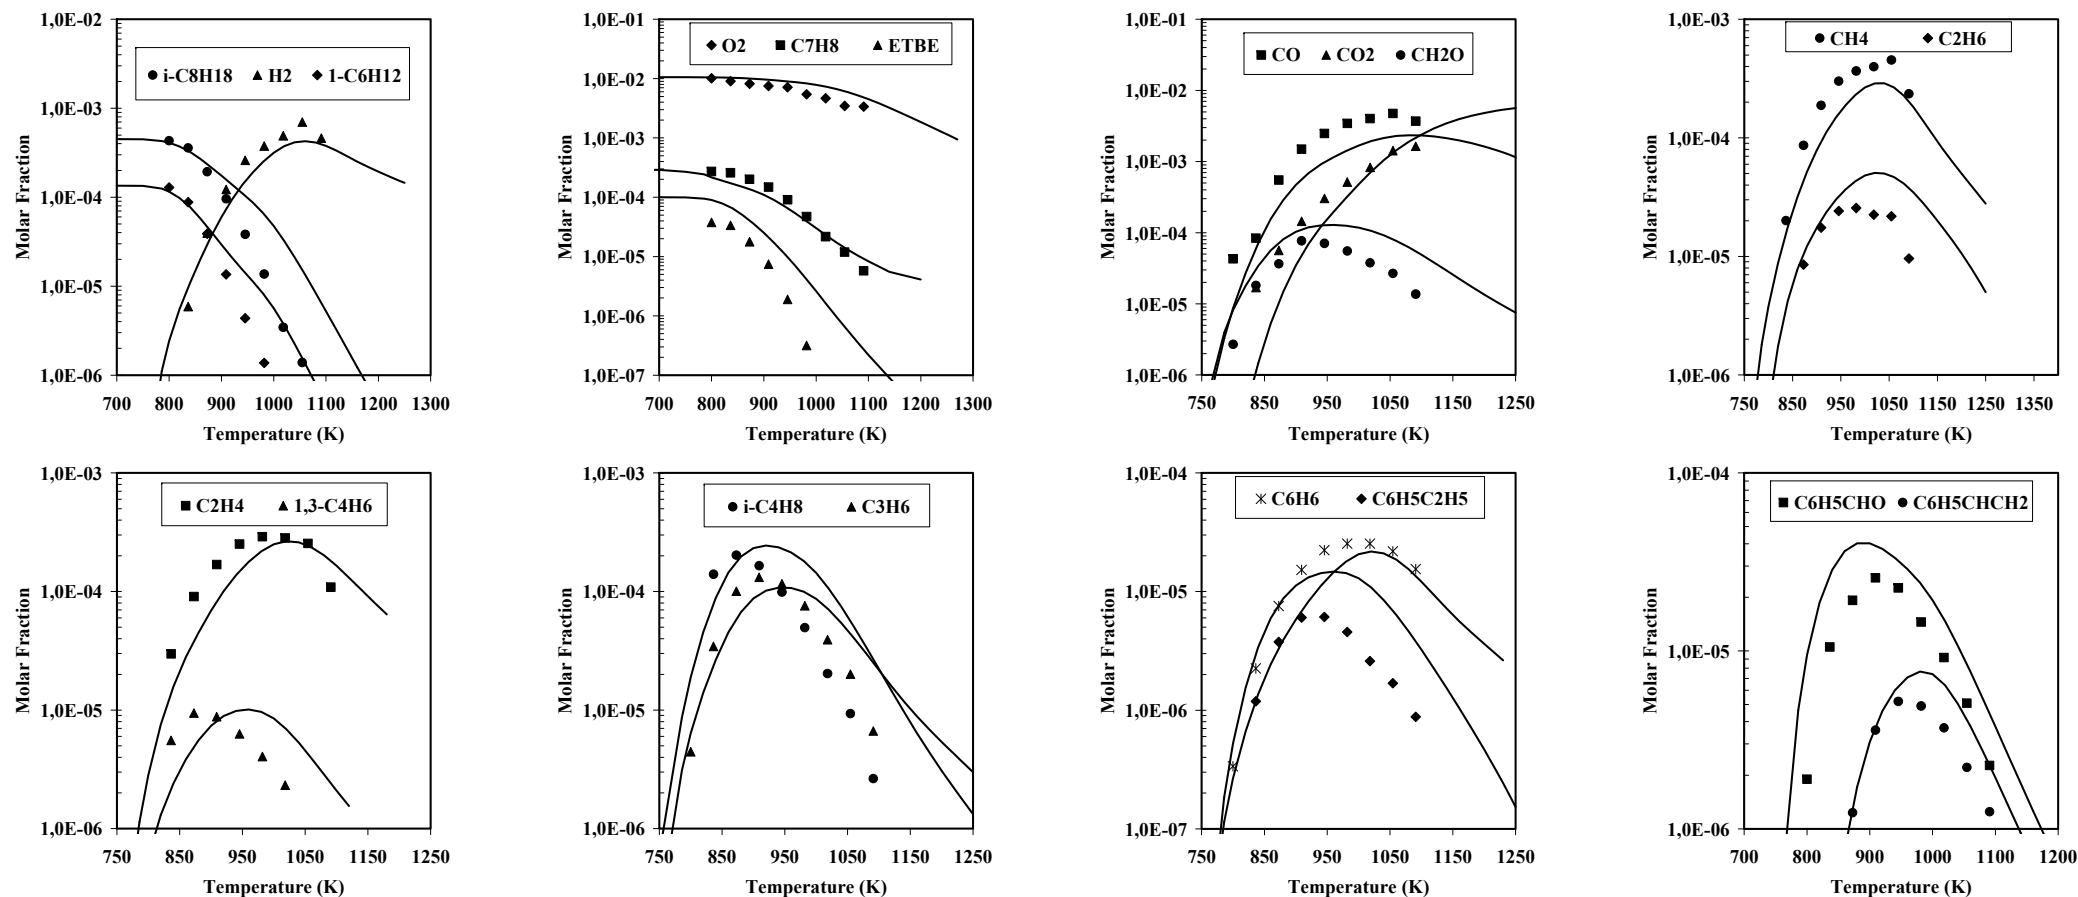 1,0E-02
1,0E-03
1,0E-04
1,0E-05
1,0E-06
Molar Fraction
i-C8H18 H2 1-C6H12
700 800 900 1000 1100 1200 1300
Temperature (K)
1,0E-01
1,0E-02
1,0E-03
1,0E-04
1,0E-05
1,0E-06
1,0E-07
Molar Fraction
O2 C7H8 ETBE
700 800 900 1000 1100 1200 1300
Temperature (K)
1,0E-01
1,0E-02
1,0E-03
1,0E-04
1,0E-05
1,0E-06
Molar Fraction
CO CO2 CH2O
750 850 950 1050 1150 1250
Temperature (K)
1,0E-03
1,0E-04
1,0E-05
1,0E-06
Molar Fraction
CH4 C2H6
750 850 950 1050 1150 1250 1350
Temperature (K)
1,0E-03
1,0E-04
1,0E-05
1,0E-06
Molar Fraction
C2H4 1,3-C4H6
750 850 950 1050 1150 1250
Temperature (K)
1,0E-03
1,0E-04
1,0E-05
1,0E-06
Molar Fraction
i-C4H8 C3H6
750 850 950 1050 1150 1250
Temperature (K)
1,0E-04
1,0E-05
1,0E-06
1,0E-07
Molar Fraction
C6H6 C6H5C2H5
750 850 950 1050 1150 1250
Temperature (K)
1,0E-04
1,0E-05
1,0E-06
Molar Fraction
C6H5CHO C6H5CHCH2
700 800 900 1000 1100 1200
Temperature (K)